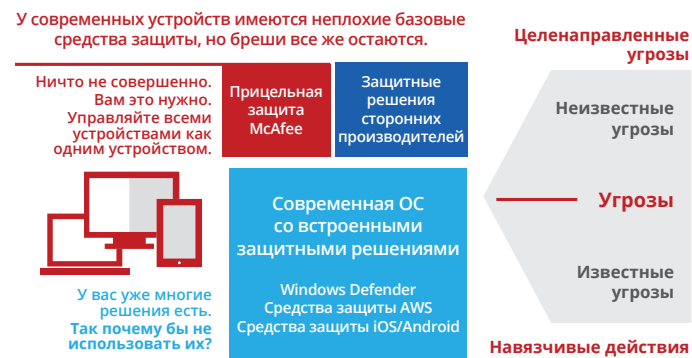 У современных устройств имеются неплохие базовые
средства защиты, но бреши все же остаются.
Ничто не совершенно.
Вам это нужно.
Управляйте всеми
устройствами как
одним устройством.
Прицельная
защита
McAfee
Защитные
решения
сторонних
производителей
У вас уже многие
решения есть.
Так почему бы не
использовать их?
Современная ОС
со встроенными
защитными решениями
Windows Defender
Средства защиты AWS
Средства защиты iOS/Android
Целенаправленные
угрозы
Неизвестные
угрозы
Угрозы
Известные
угрозы
Навязчивые действия